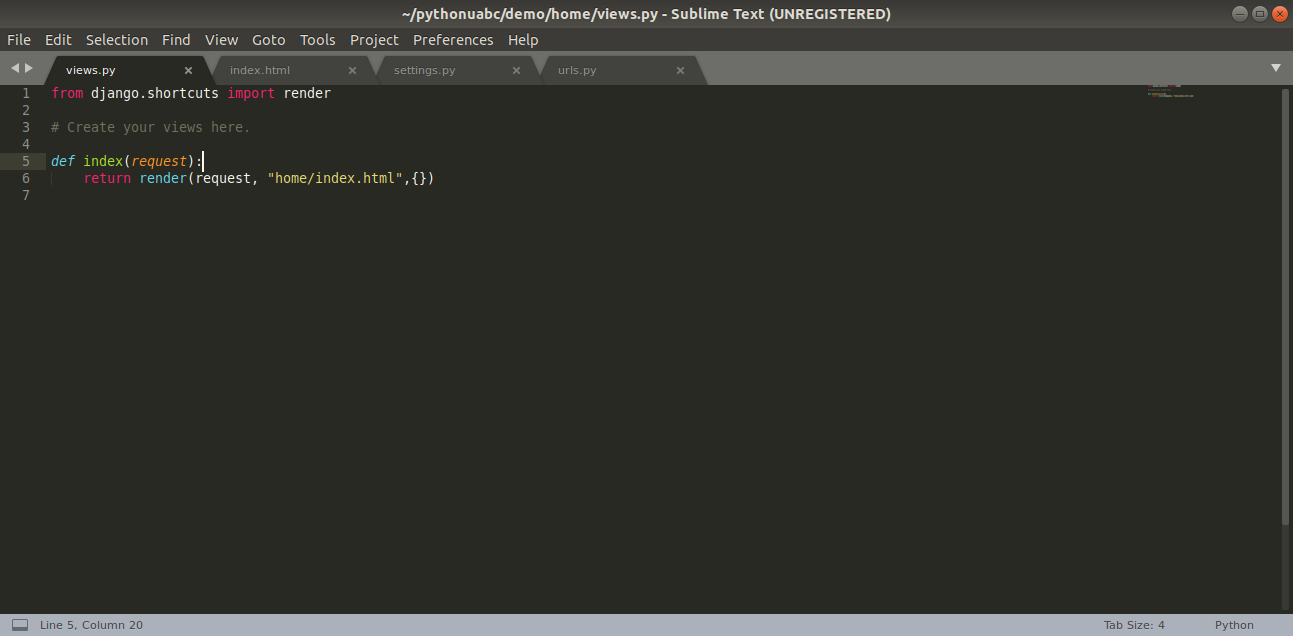 ~/pythonuabc/demo/home/views.py - Sublime Text (UNREGISTERED)
File Edit Selection Find View Goto Tools Project Preferences Help
views.py × index.html × settings.py × urls.py ×
1 from django.shortcuts import render
2
3 # Create your views here.
4
5 def index(request):
6     return render(request, "home/index.html",{})
7
Line 5, Column 20 Tab Size: 4 Python